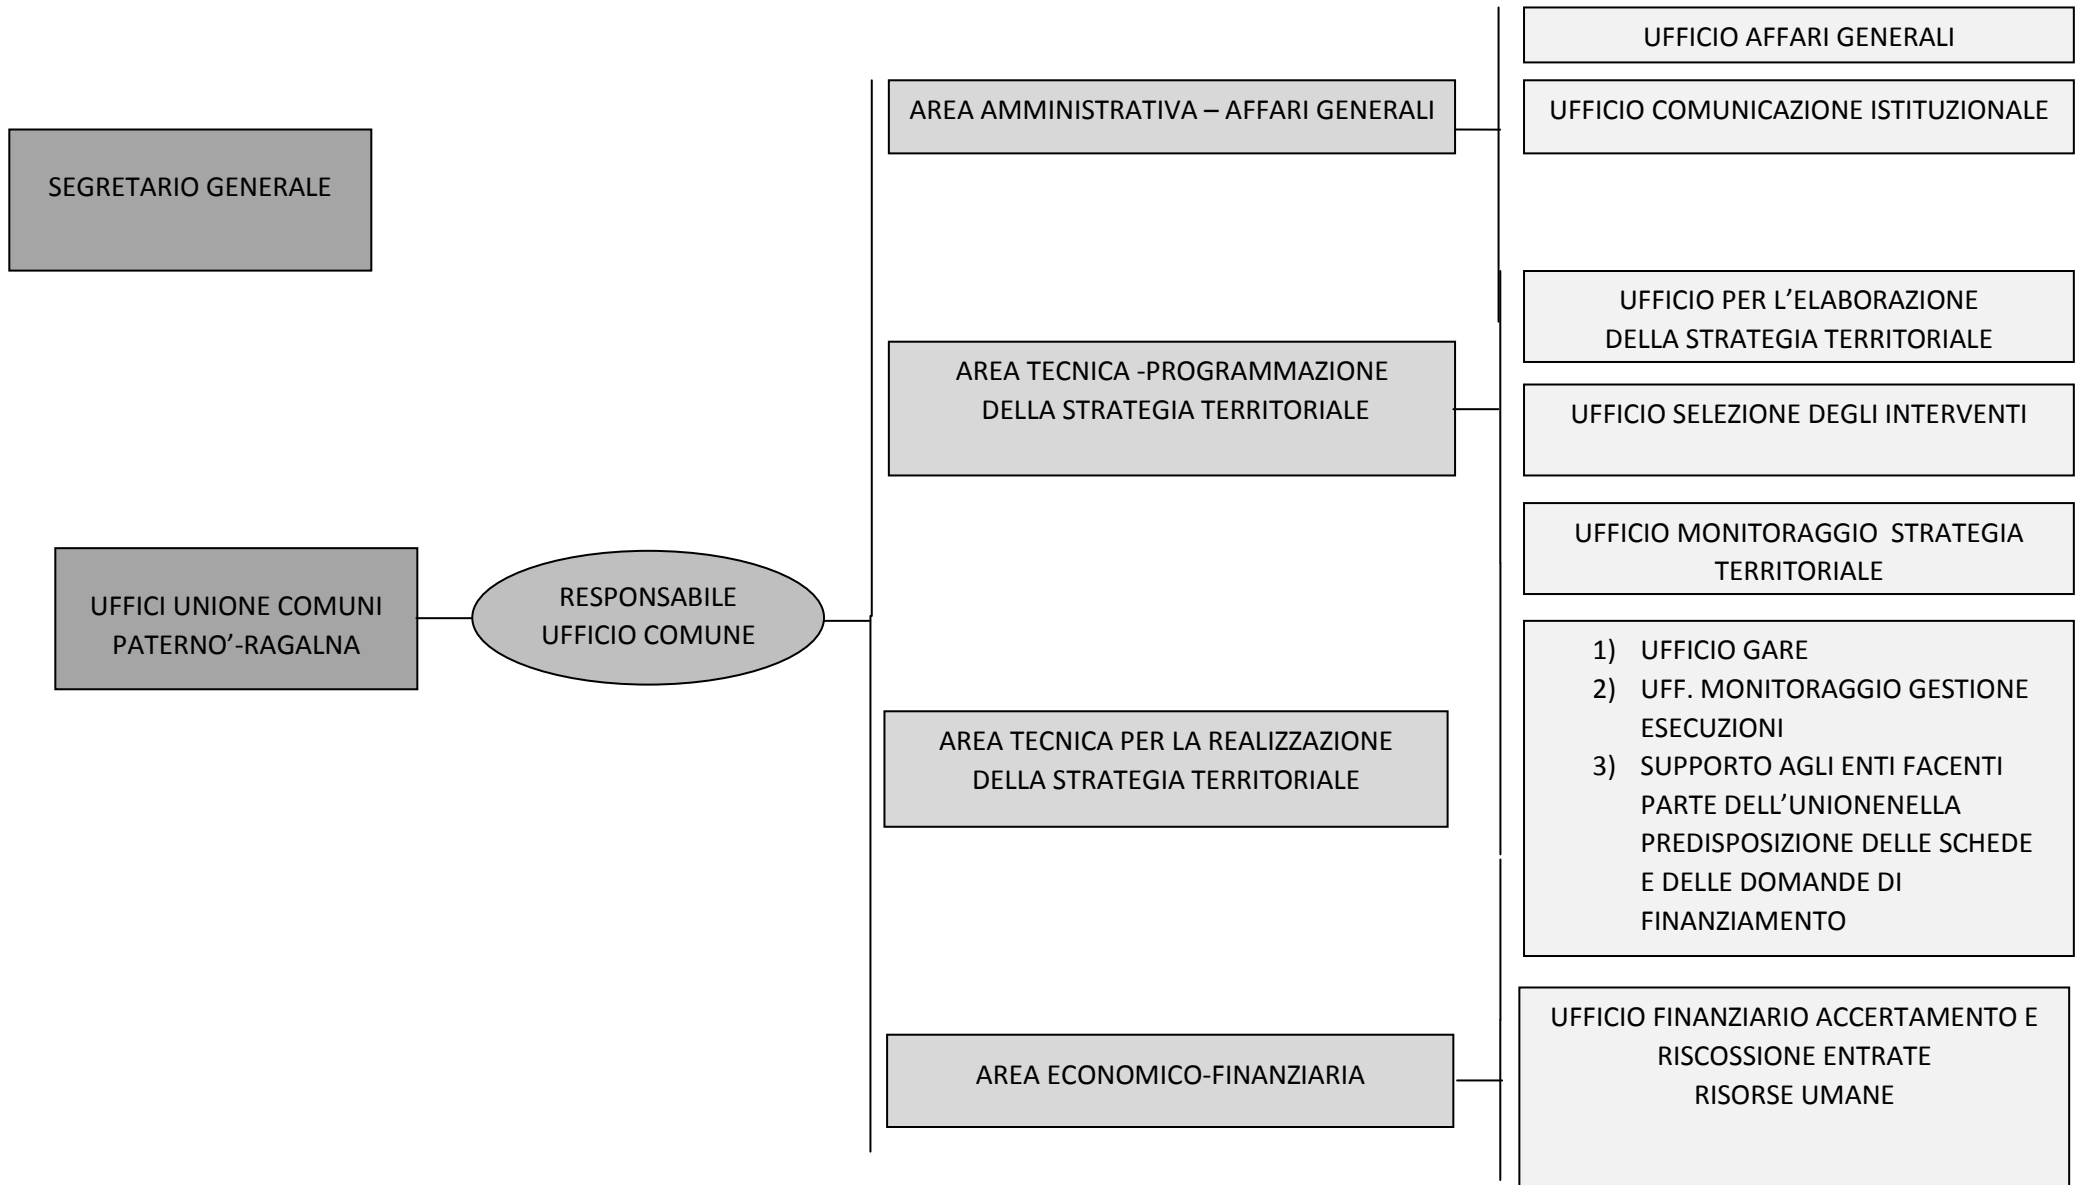 SEGRETARIO GENERALE
UFFICI UNIONE COMUNI
PATERNO’-RAGALNA
RESPONSABILE
UFFICIO COMUNE
AREA AMMINISTRATIVA – AFFARI GENERALI
AREA TECNICA -PROGRAMMAZIONE
DELLA STRATEGIA TERRITORIALE
AREA TECNICA PER LA REALIZZAZIONE
DELLA STRATEGIA TERRITORIALE
AREA ECONOMICO-FINANZIARIA
UFFICIO AFFARI GENERALI
UFFICIO COMUNICAZIONE ISTITUZIONALE
UFFICIO PER L’ELABORAZIONE
DELLA STRATEGIA TERRITORIALE
UFFICIO SELEZIONE DEGLI INTERVENTI
UFFICIO MONITORAGGIO STRATEGIA
TERRITORIALE
1) UFFICIO GARE
2) UFF. MONITORAGGIO GESTIONE
ESECUZIONI
3) SUPPORTO AGLI ENTI FACENTI
PARTE DELL’UNIONENELLA
PREDISPOSIZIONE DELLE SCHEDE
E DELLE DOMANDE DI
FINANZIAMENTO
UFFICIO FINANZIARIO ACCERTAMENTO E
RISCOSSIONE ENTRATE
RISORSE UMANE